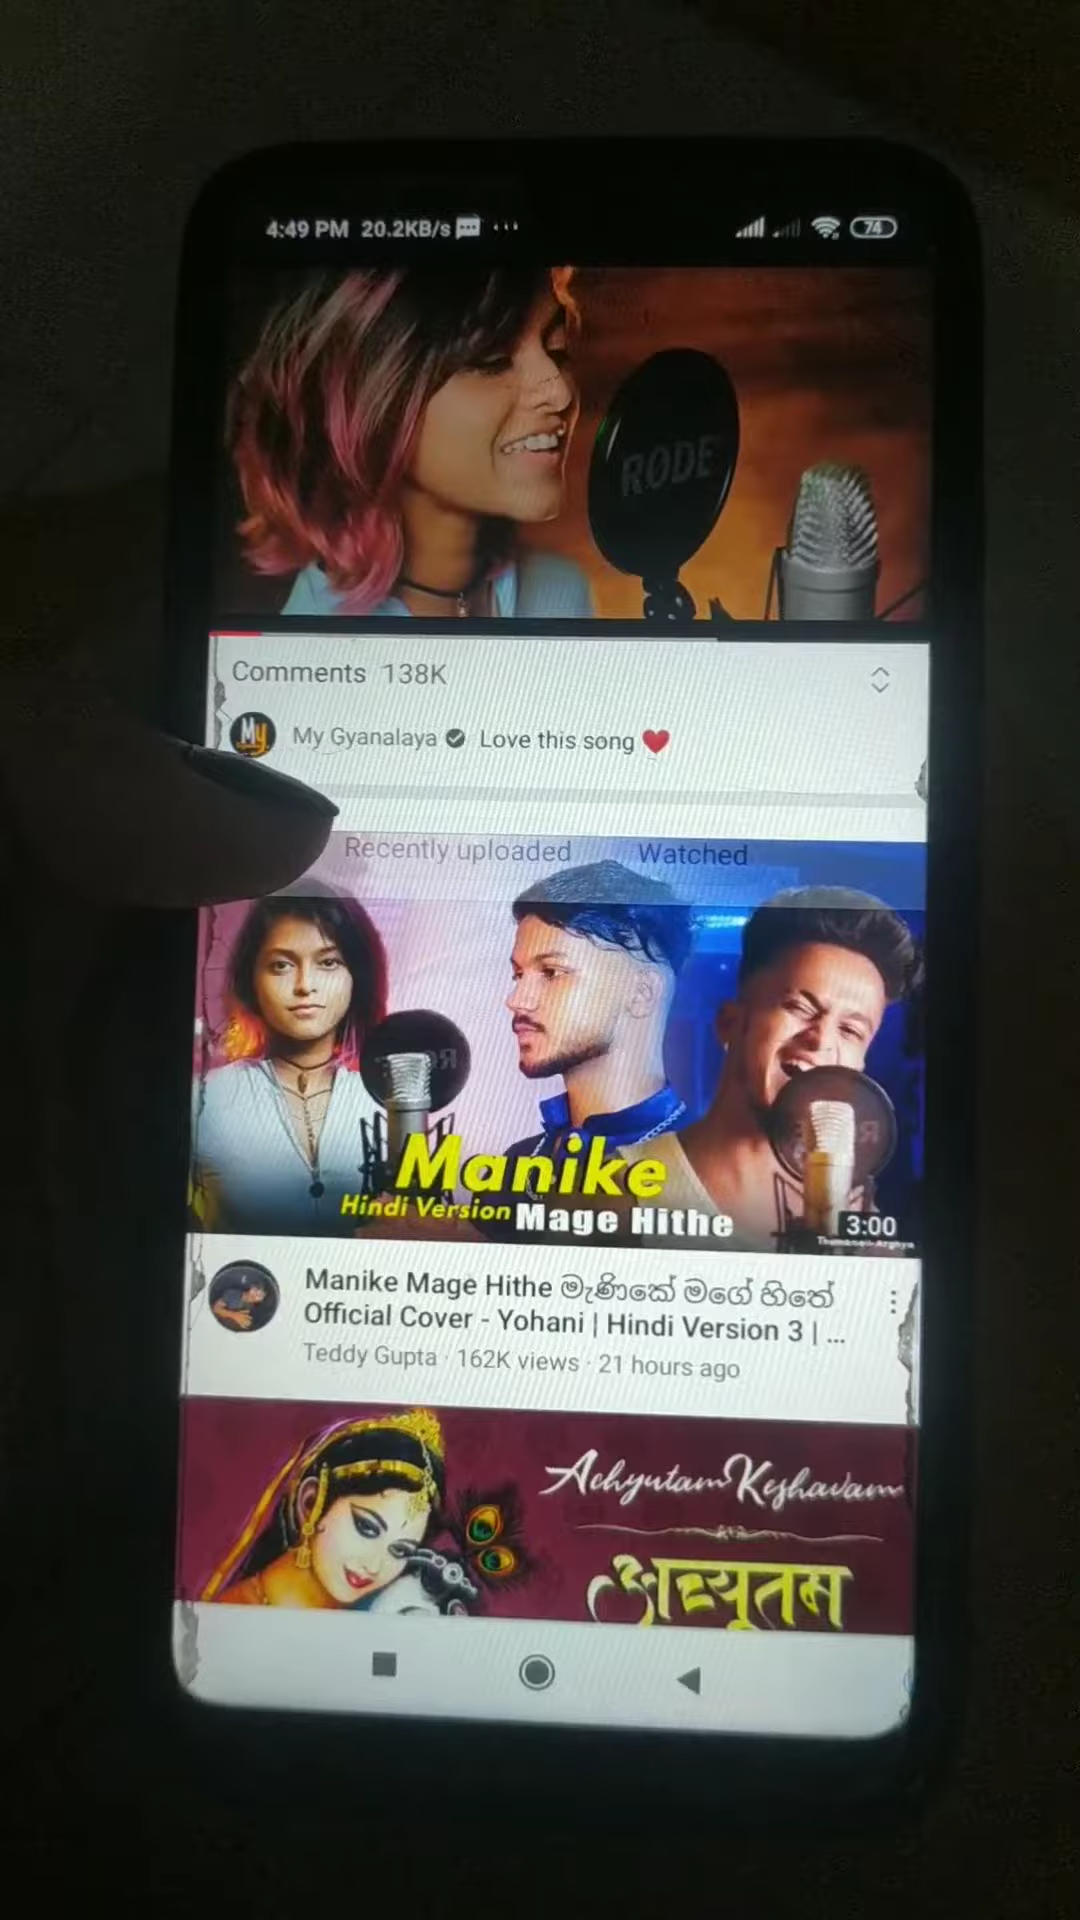 4:49 PM 20.2KB/s
74
RØDE
Comments 138K
My
My Gyanalaya Love this song ❤️
Recently uploaded Watched
Manike
Hindi Version Mage Hithe
3:00
Manike Mage Hithe මැණිකේ මගේ හිතේ
Official Cover - Yohani | Hindi Version 3 | ...
Teddy Gupta · 162K views · 21 hours ago
Achyutam Keshavam
अच्युतम